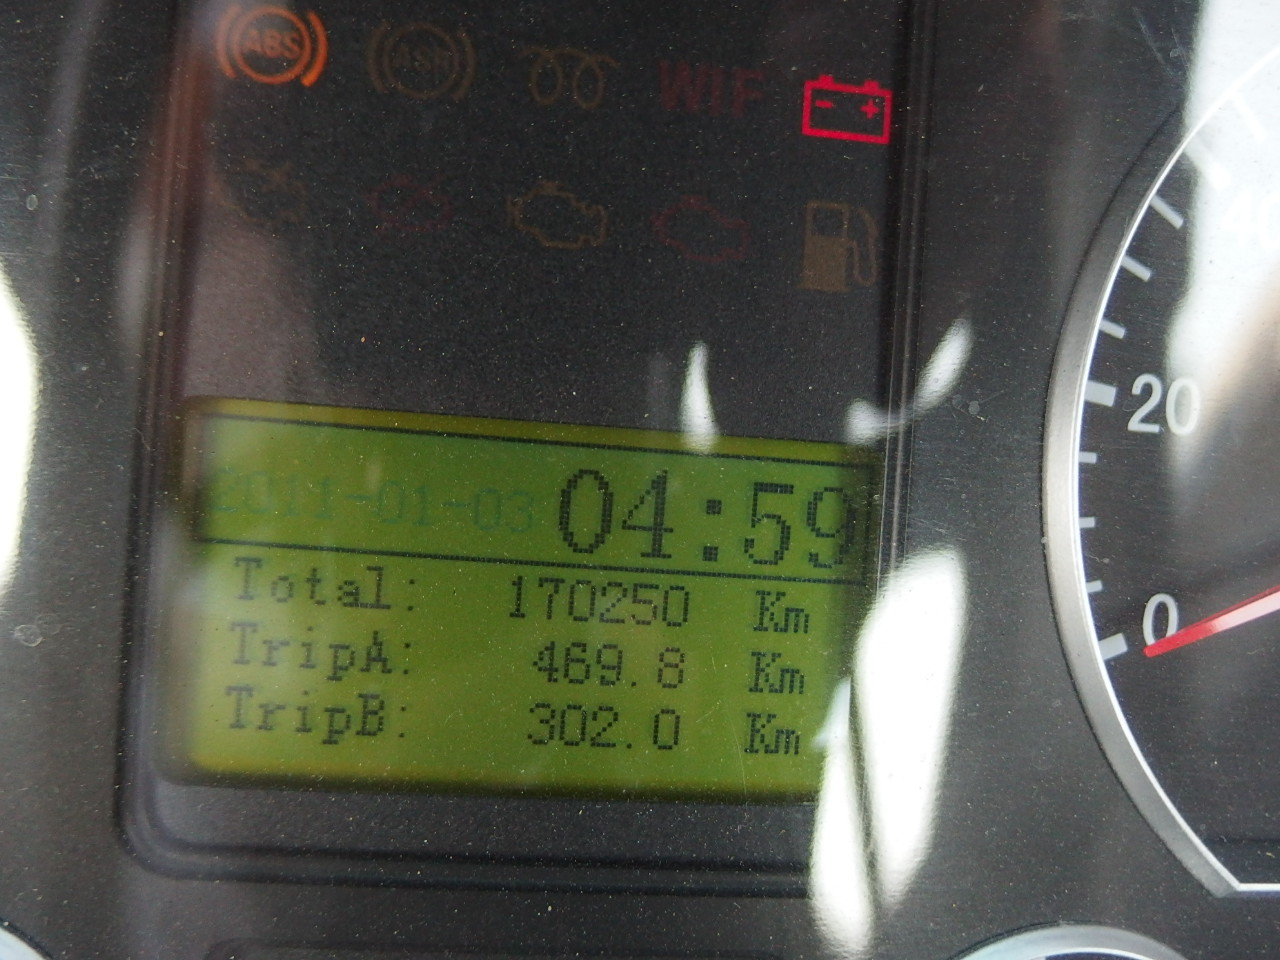 ABS
ASR
WIF
- +
2011-01-03 04:59
Total: 170250 Km
TripA: 469.8 Km
TripB: 302.0 Km
40
20
0